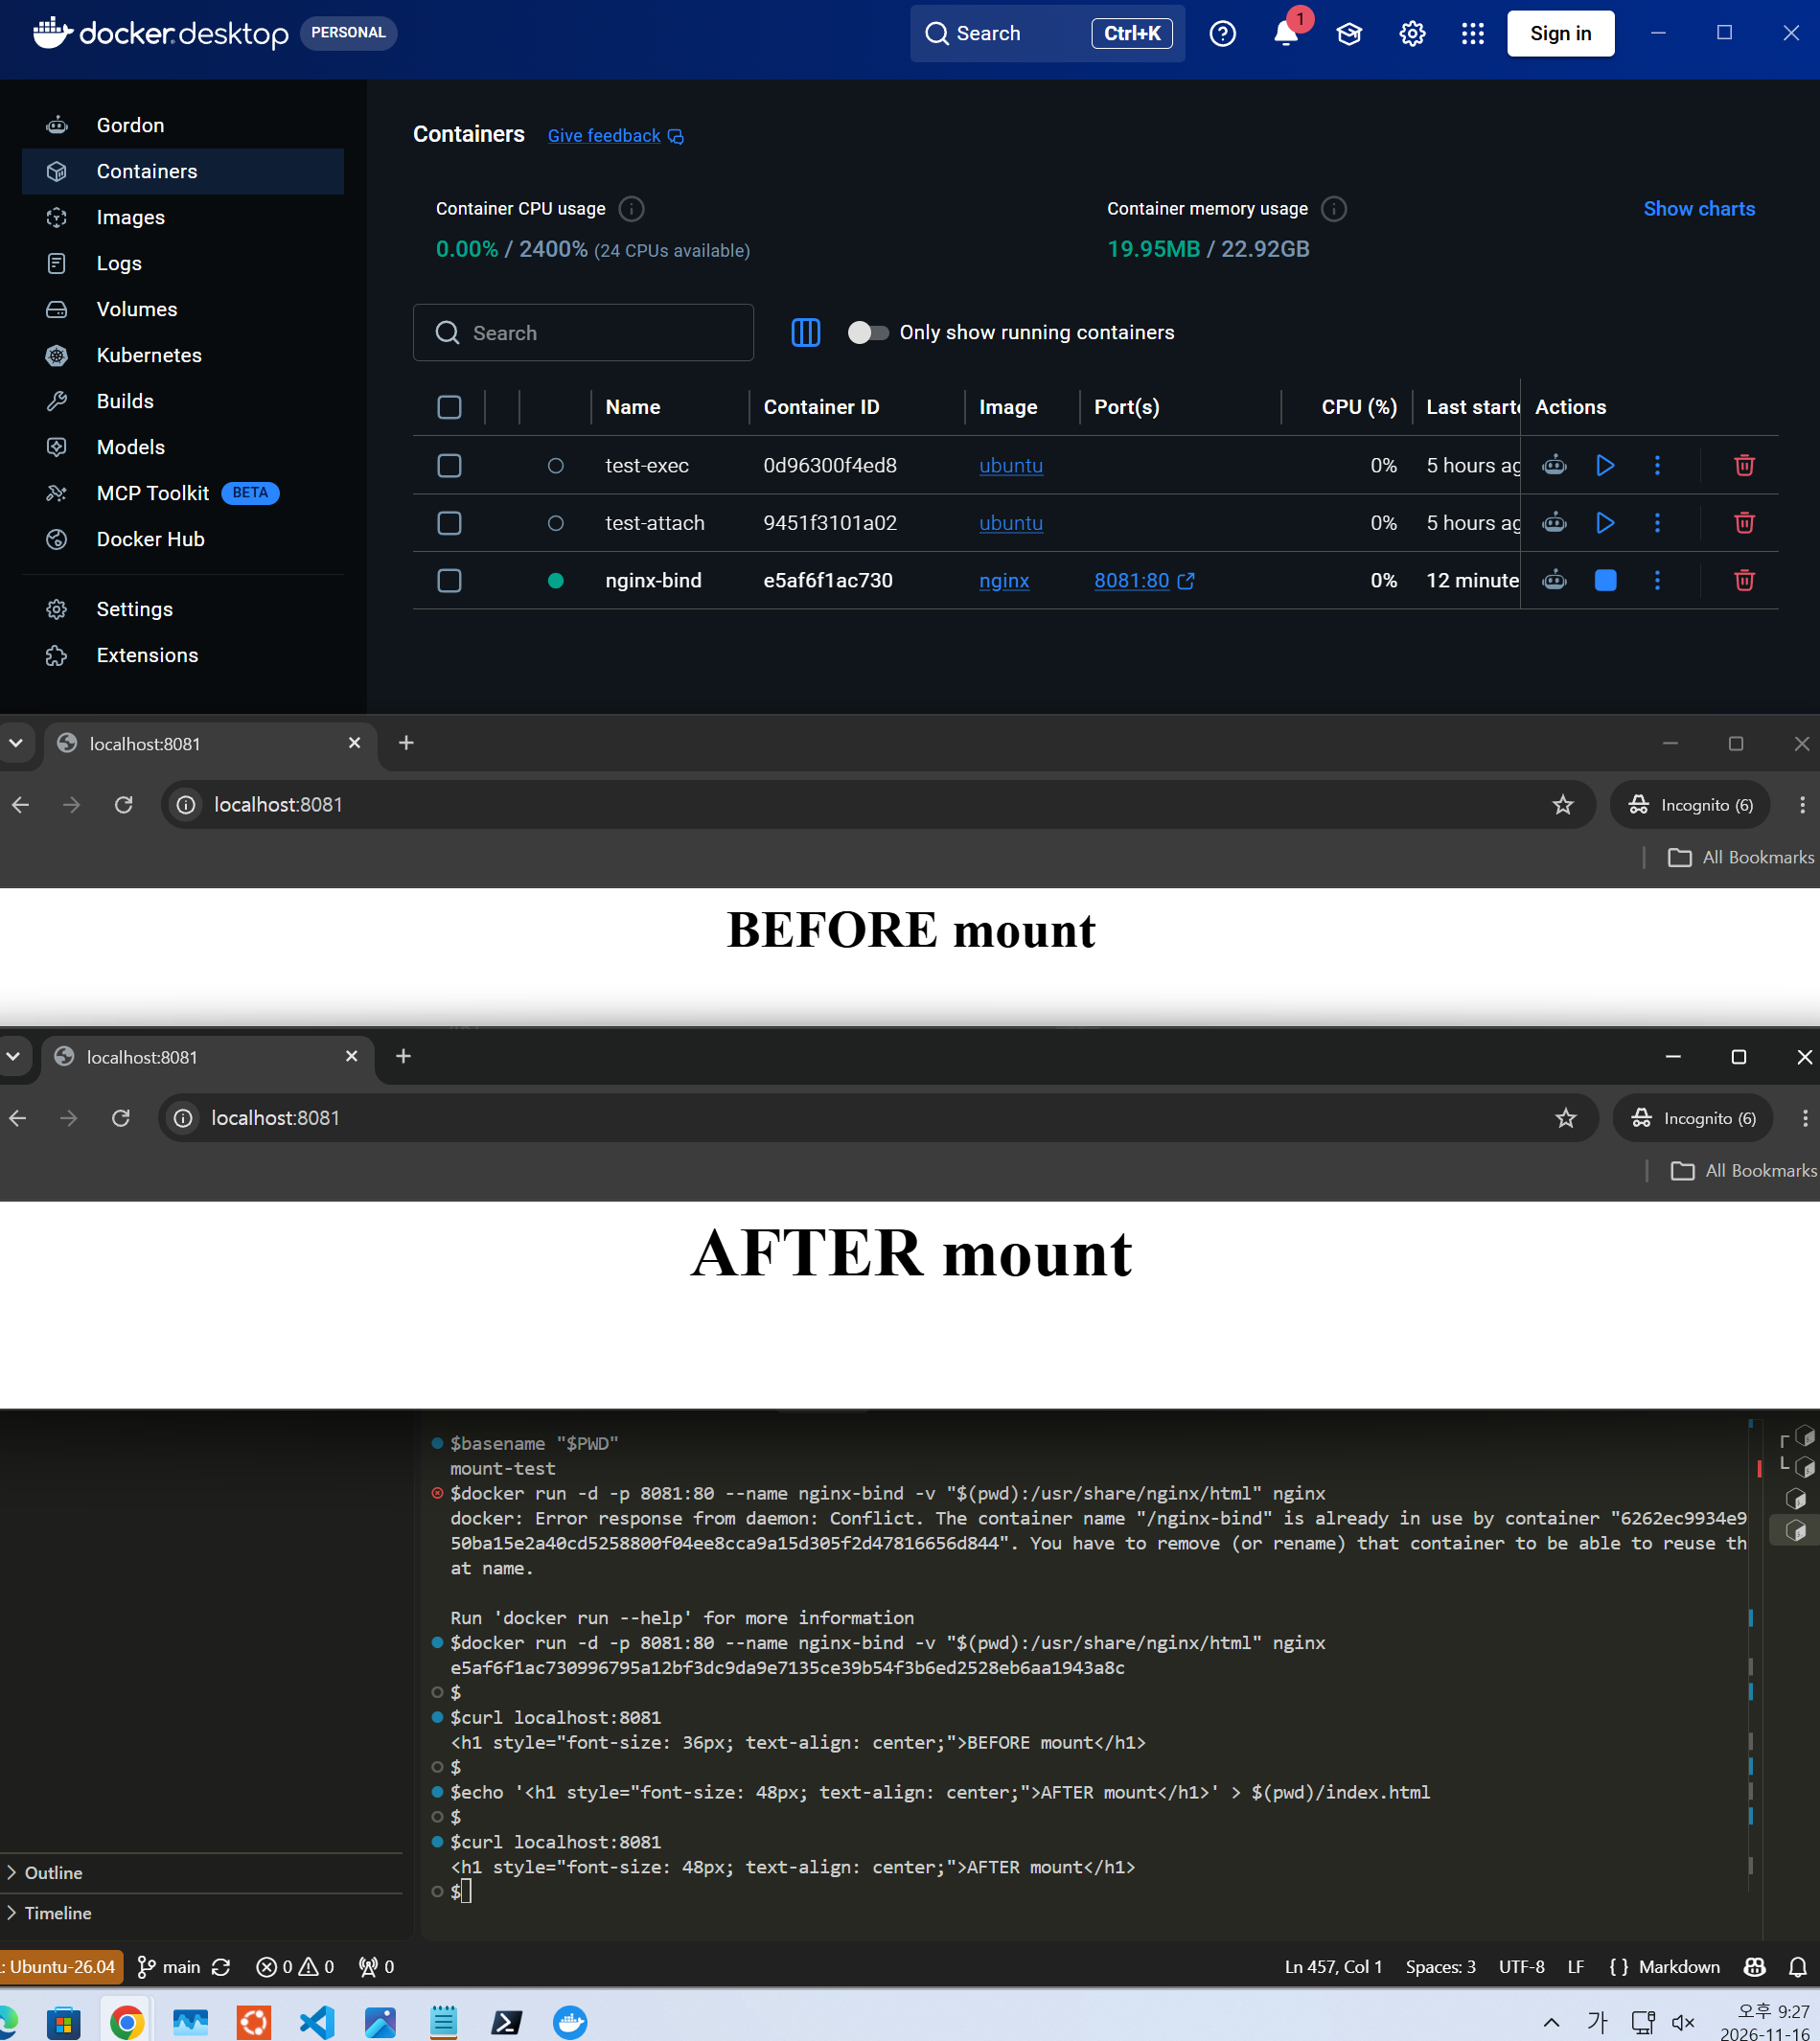 docker.desktop PERSONAL Search Ctrl+K 1 Sign in
Gordon
Containers
Images
Logs
Volumes
Kubernetes
Builds
Models
MCP Toolkit BETA
Docker Hub
Settings
Extensions
Containers Give feedback
Container CPU usage Container memory usage Show charts
0.00% / 2400% (24 CPUs available) 19.95MB / 22.92GB
Search Only show running containers
Name Container ID Image Port(s) CPU (%) Last starte Actions
test-exec 0d96300f4ed8 ubuntu 0% 5 hours ag
test-attach 9451f3101a02 ubuntu 0% 5 hours ag
nginx-bind e5af6f1ac730 nginx 8081:80 0% 12 minute
localhost:8081
localhost:8081 Incognito (6)
All Bookmarks
BEFORE mount
localhost:8081
localhost:8081 Incognito (6)
All Bookmarks
AFTER mount
$basename "$PWD"
mount-test
$docker run -d -p 8081:80 --name nginx-bind -v "$(pwd):/usr/share/nginx/html" nginx
docker: Error response from daemon: Conflict. The container name "/nginx-bind" is already in use by container "6262ec9934e9
50ba15e2a40cd5258800f04ee8cca9a15d305f2d47816656d844". You have to remove (or rename) that container to be able to reuse th
at name.
Run 'docker run --help' for more information
$docker run -d -p 8081:80 --name nginx-bind -v "$(pwd):/usr/share/nginx/html" nginx
e5af6f1ac730996795a12bf3dc9da9e7135ce39b54f3b6ed2528eb6aa1943a8c
$
$curl localhost:8081
<h1 style="font-size: 36px; text-align: center;">BEFORE mount</h1>
$
$echo '<h1 style="font-size: 48px; text-align: center;">AFTER mount</h1>' > $(pwd)/index.html
$
$curl localhost:8081
<h1 style="font-size: 48px; text-align: center;">AFTER mount</h1>
$
Outline
Timeline
: Ubuntu-26.04 main 0 0 0 Ln 457, Col 1 Spaces: 3 UTF-8 LF { } Markdown
가 오후 9:27
2026-11-16